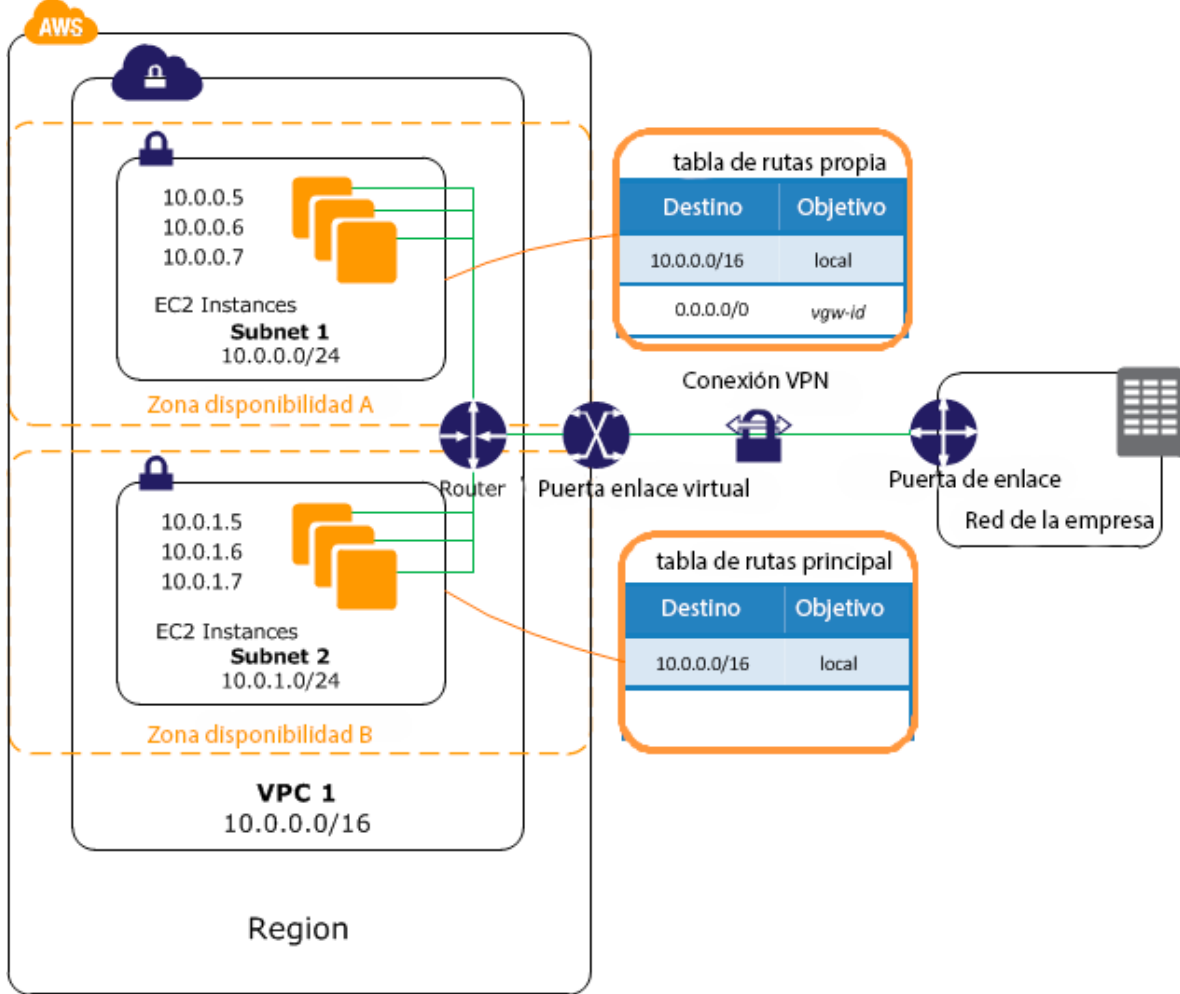 AWS
10.0.0.5
10.0.0.6
10.0.0.7
EC2 Instances
Subnet 1
10.0.0.0/24
Zona disponibilidad A
tabla de rutas propia
Destino Objetivo
10.0.0.0/16 local
0.0.0.0/0 vgw-id
Conexión VPN
Router
Puerta enlace virtual
Puerta de enlace
Red de la empresa
10.0.1.5
10.0.1.6
10.0.1.7
EC2 Instances
Subnet 2
10.0.1.0/24
Zona disponibilidad B
tabla de rutas principal
Destino Objetivo
10.0.0.0/16 local
VPC 1
10.0.0.0/16
Region